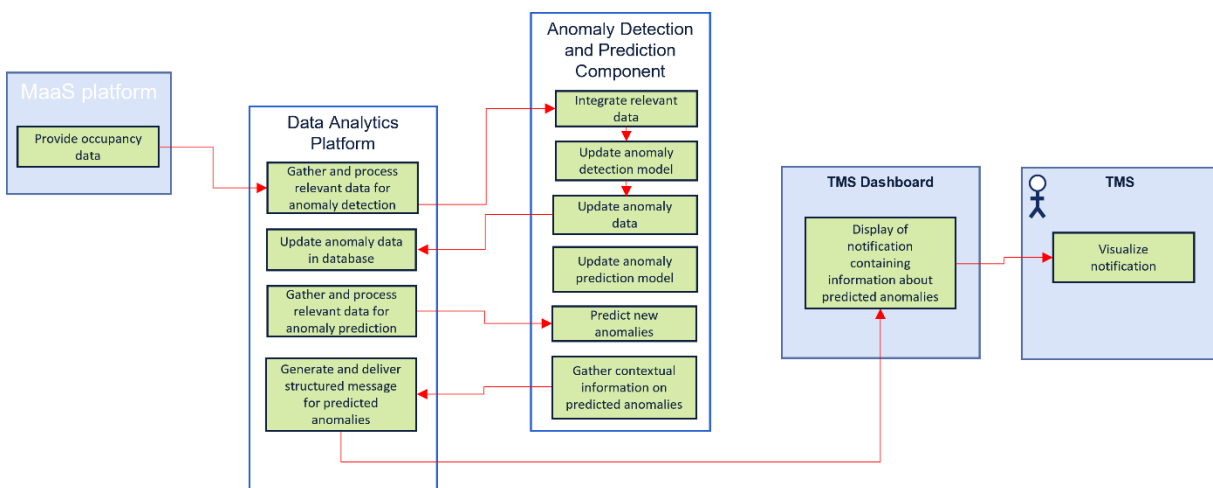 MaaS platform
Provide occupancy
data
Data Analytics
Platform
Gather and process
relevant data for
anomaly detection
Update anomaly data
in database
Gather and process
relevant data for
anomaly prediction
Generate and deliver
structured message
for predicted
anomalies
Anomaly Detection
and Prediction
Component
Integrate relevant
data
Update anomaly
detection model
Update anomaly
data
Update anomaly
prediction model
Predict new
anomalies
Gather contextual
information on
predicted anomalies
TMS Dashboard
Display of
notification
containing
information about
predicted anomalies
TMS
Visualize
notification